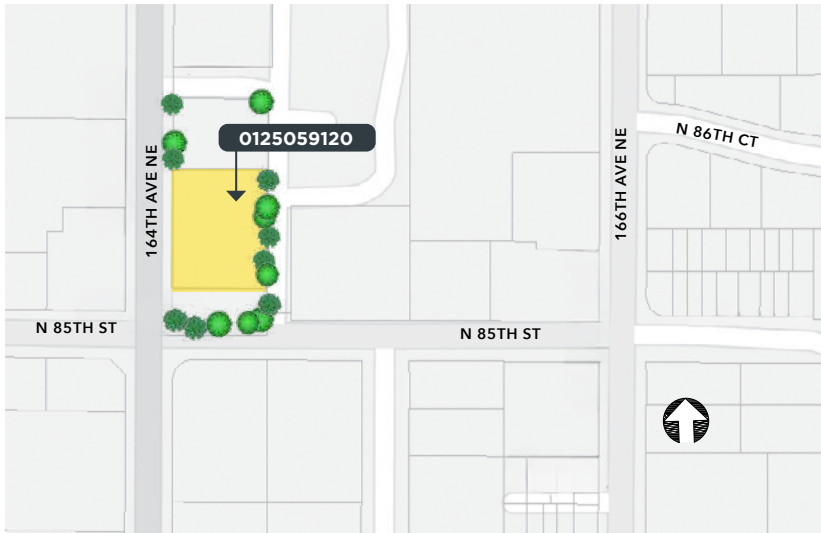 N 86TH CT
0125059120
164TH AVE NE
166TH AVE NE
N 85TH ST
N 85TH ST